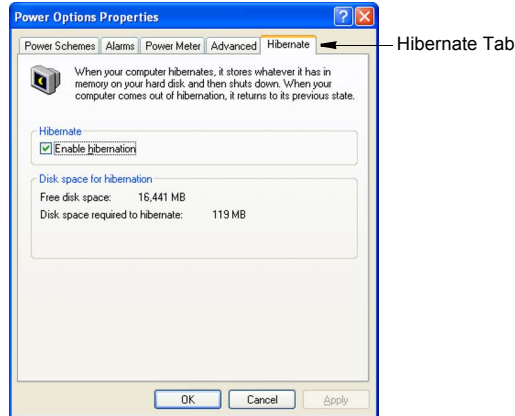 Power Options Properties
Power Schemes Alarms Power Meter Advanced Hibernate
Hibernate Tab
When your computer hibernates, it stores whatever it has in
memory on your hard disk and then shuts down. When your
computer comes out of hibernation, it returns to its previous state.
Hibernate
Enable hibernation
Disk space for hibernation
Free disk space: 16,441 MB
Disk space required to hibernate: 119 MB
OK Cancel Apply